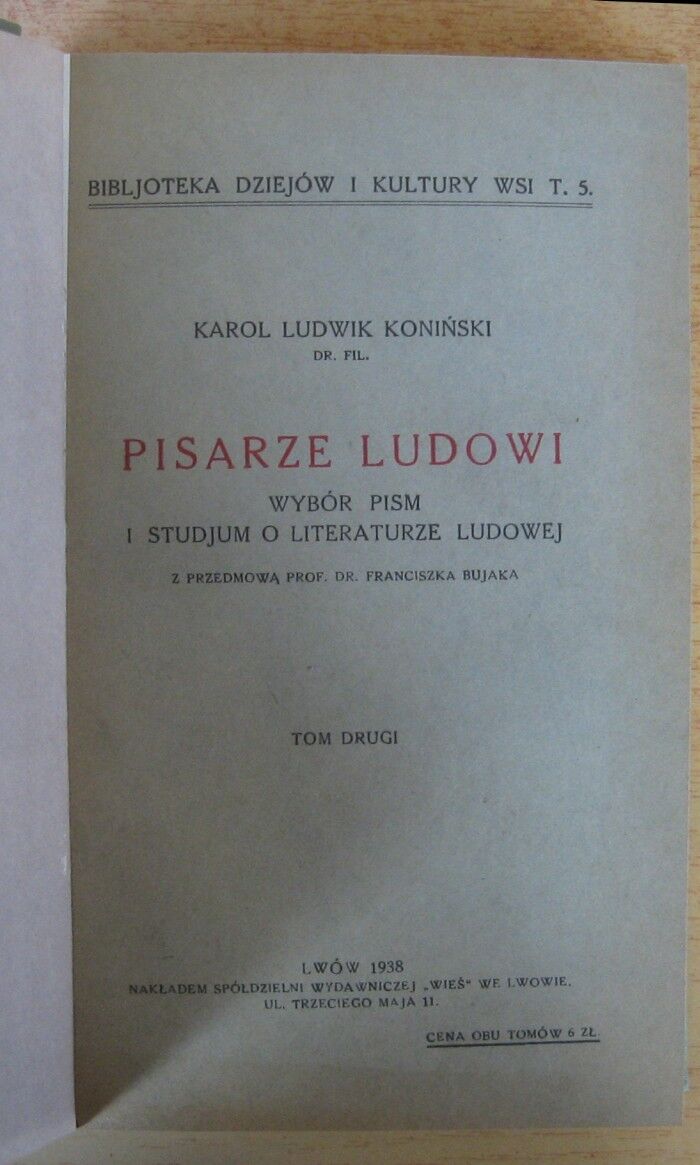 BIBLJOTEKA DZIEJÓW I KULTURY WSI T. 5.
KAROL LUDWIK KONIŃSKI
DR. FIL.
PISARZE LUDOWI
WYBÓR PISM
I STUDJUM O LITERATURZE LUDOWEJ
Z PRZEDMOWĄ PROF. DR. FRANCISZKA BUJAKA
TOM DRUGI
LWÓW 1938
NAKŁADEM SPÓŁDZIELNI WYDAWNICZEJ „WIEŚ" WE LWOWIE,
UL. TRZECIEGO MAJA 11.
CENA OBU TOMÓW 6 ZŁ.